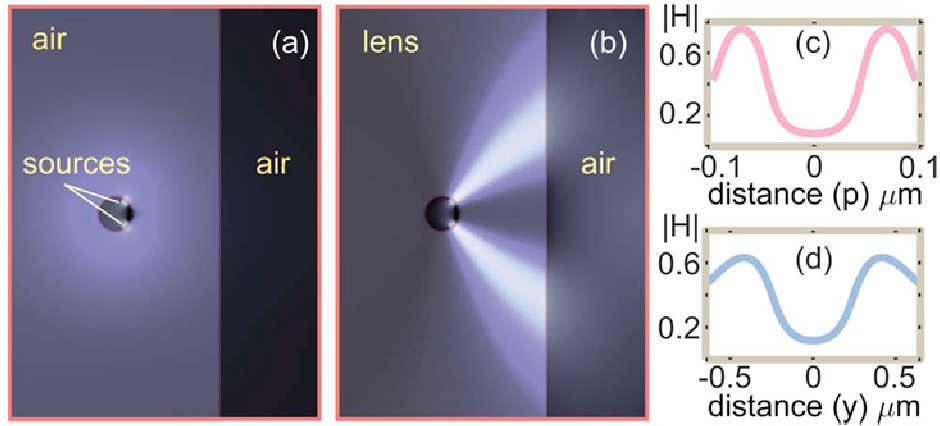 air
(a)
sources
air
lens
(b)
air
|H|
(c)
0.6
0.2
-0.1
0
0.1
distance (p) μm
|H|
(d)
0.6
0.2
-0.5
0
0.5
distance (y) μm